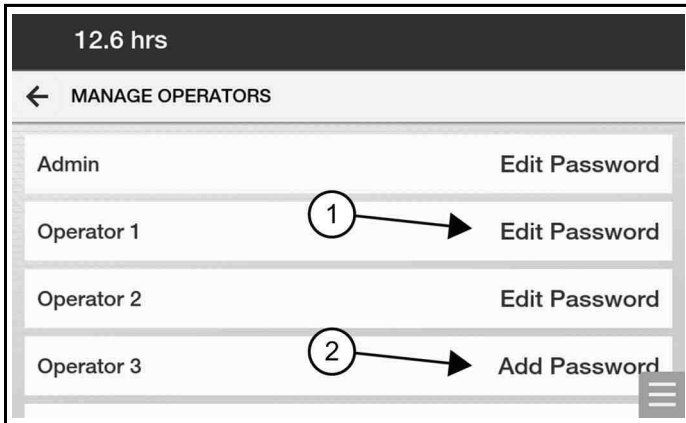 12.6 hrs
MANAGE OPERATORS
Admin Edit Password
Operator 1 1 Edit Password
Operator 2 Edit Password
Operator 3 2 Add Password